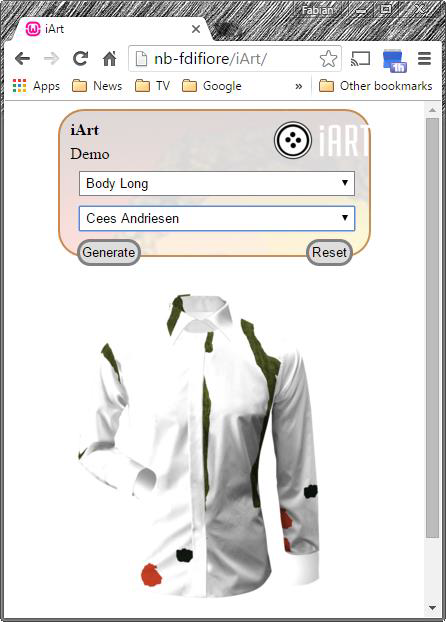 Fabian
iArt
nb-fdifiore/iArt/
1h
Apps News TV Google » Other bookmarks
iArt
iART
Demo
Body Long
Cees Andriesen
Generate Reset